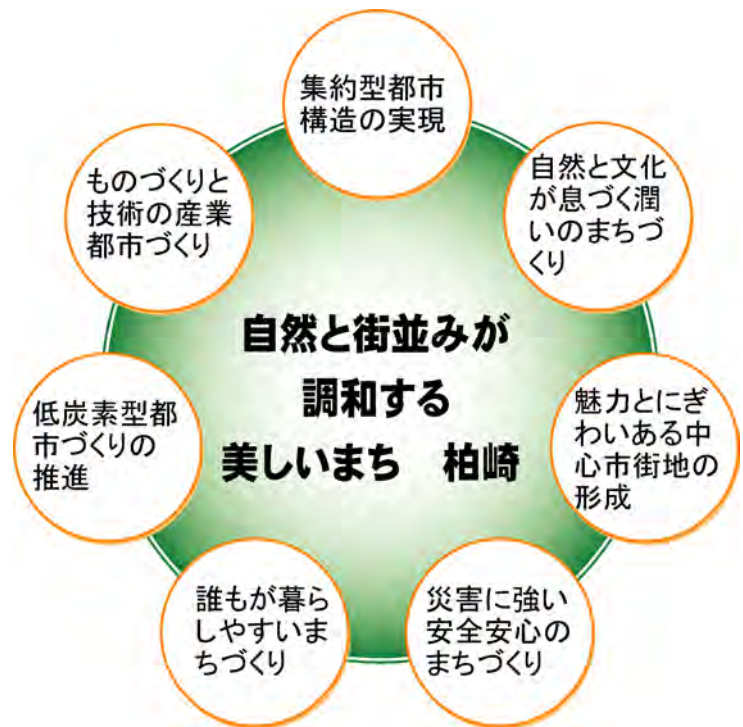 集約型都市
構造の実現
自然と文化
が息づく潤
いのまちづ
くり
魅力とにぎ
わいある中
心市街地の
形成
災害に強い
安全安心の
まちづくり
誰もが暮ら
しやすいま
ちづくり
低炭素型都
市づくりの
推進
ものづくりと
技術の産業
都市づくり
自然と街並みが
調和する
美しいまち　柏崎